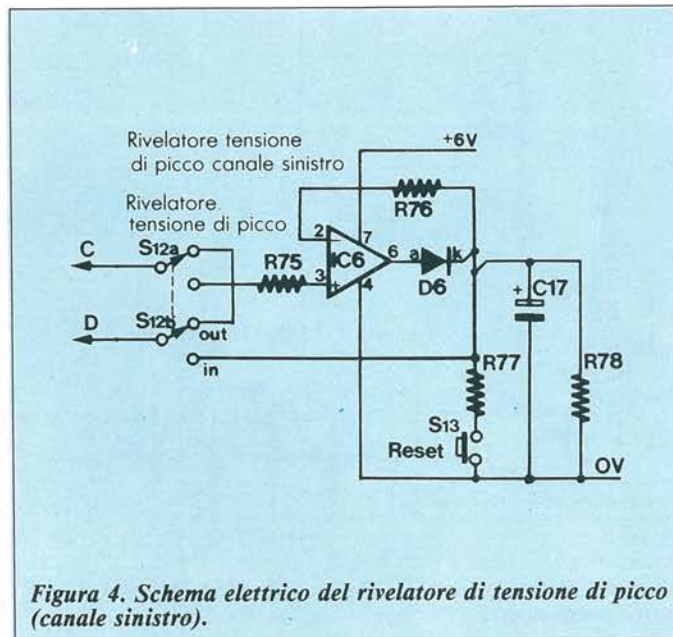 Rivelatore tensione
di picco canale sinistro
Rivelatore
tensione di picco
+6V
R76
2
7
C
S12a
R75
IC6
6
a
k
D6
3
+
4
+
C17
D
S12b
out
in
R77
R78
S13
Reset
0V
Figura 4. Schema elettrico del rivelatore di tensione di picco
(canale sinistro).